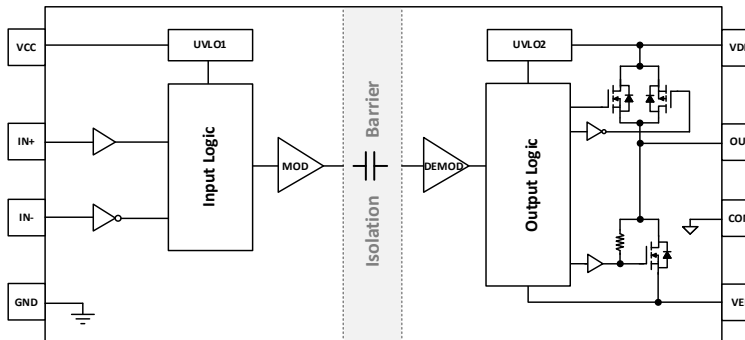 VCC
UVLO1
IN+
IN-
GND
Input Logic
MOD
Isolation Barrier
DEMOD
UVLO2
Output Logic